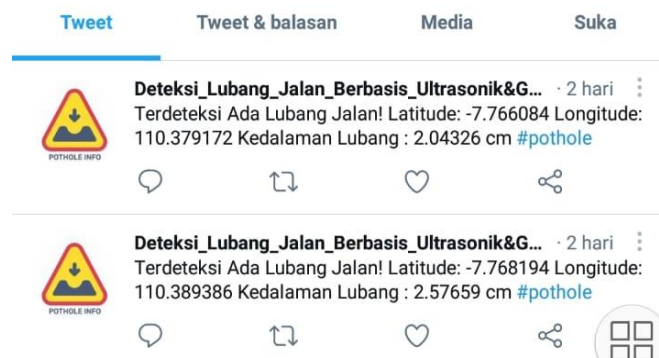 Tweet Tweet & balasan Media Suka
Deteksi_Lubang_Jalan_Berbasis_Ultrasonik&G... · 2 hari
Terdeteksi Ada Lubang Jalan! Latitude: -7.766084 Longitude:
110.379172 Kedalaman Lubang : 2.04326 cm #pothole
POTHOLE INFO
Deteksi_Lubang_Jalan_Berbasis_Ultrasonik&G... · 2 hari
Terdeteksi Ada Lubang Jalan! Latitude: -7.768194 Longitude:
110.389386 Kedalaman Lubang : 2.57659 cm #pothole
POTHOLE INFO